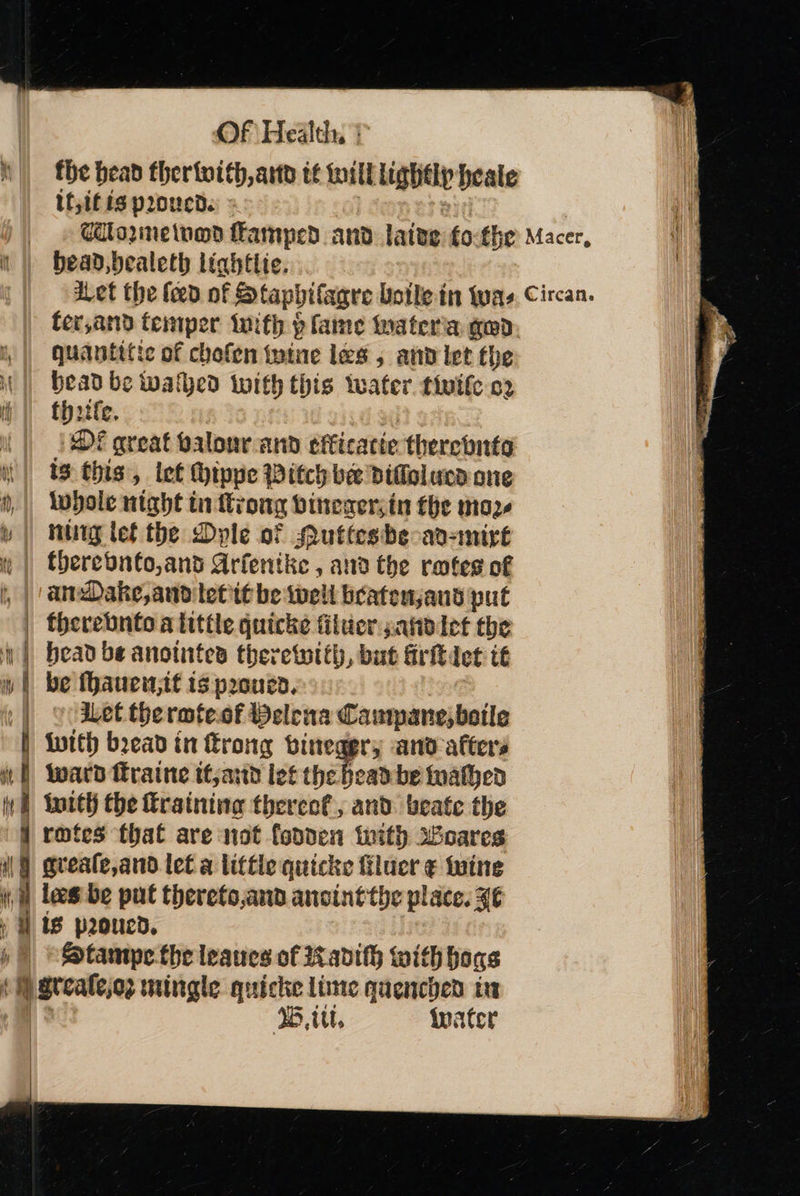 Of Health,
the head therwith, and it will lightly heale
it, it is proued.
Wormewood stamped and laide to the Macer,
head, healeth lightlie.
Let the seed of Staphisagre boile in wa- Circan.
ter, and temper with þͤ same water a good
quantitie of chosen wine lees, and let the
head be washed with this water twise or
thrise.
Of great valour and efficacie therevnto
is this, let Shippe Pitch bee dissolued one
whole night in strong vineger, in the mor-
ning let the Oyle of Nuttes be ad-mixt
therevnto, and Arsenike, and the rootes of
an Oake, and let it be well beaten, and put
therevnto a little quicke siluer, and let the
head be anointed therewith, but first let it
be shauen, it is proued.
Let the roote of Helena Campane, boile
with bread in strong vineger, and after-
ward straine it, and let the head be washed
with the straining thereof, and beate the
rootes that are not sodden with Boares
grease, and let a little quicke siluer & wine
lees be put thereto, and anoint the place. It
is proued.
Stampe the leaues of Radish with hogs
grease, or mingle quicke lime quenched in
B.iii. water